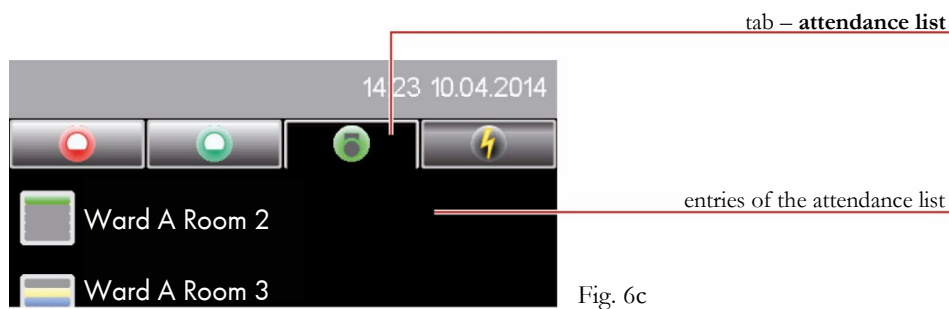 tab – attendance list
14:23 10.04.2014
Ward A Room 2
entries of the attendance list
Ward A Room 3
Fig. 6c